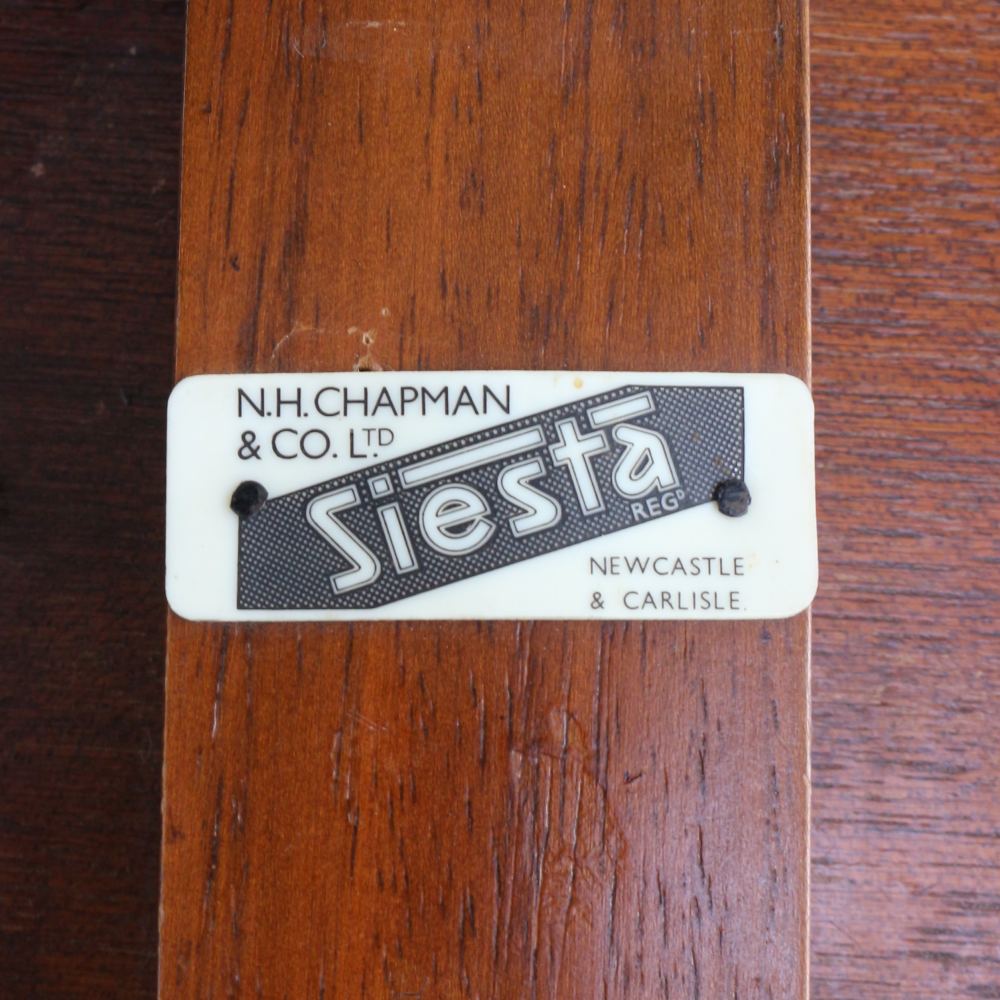 N.H. CHAPMAN
& CO. LTD.
Siesta
REGD
NEWCASTLE
& CARLISLE.